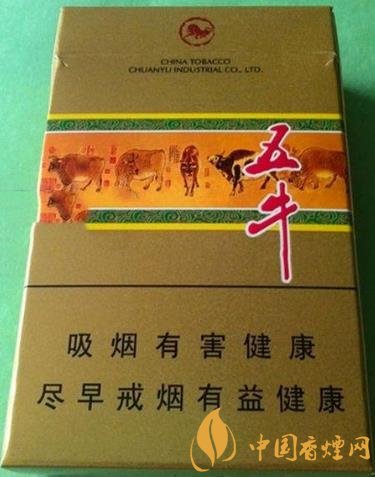 CHINA TOBACCO
CHUANYU INDUSTRIAL CO., LTD.
五牛
吸烟有害健康
尽早戒烟有益健康
中国香烟网